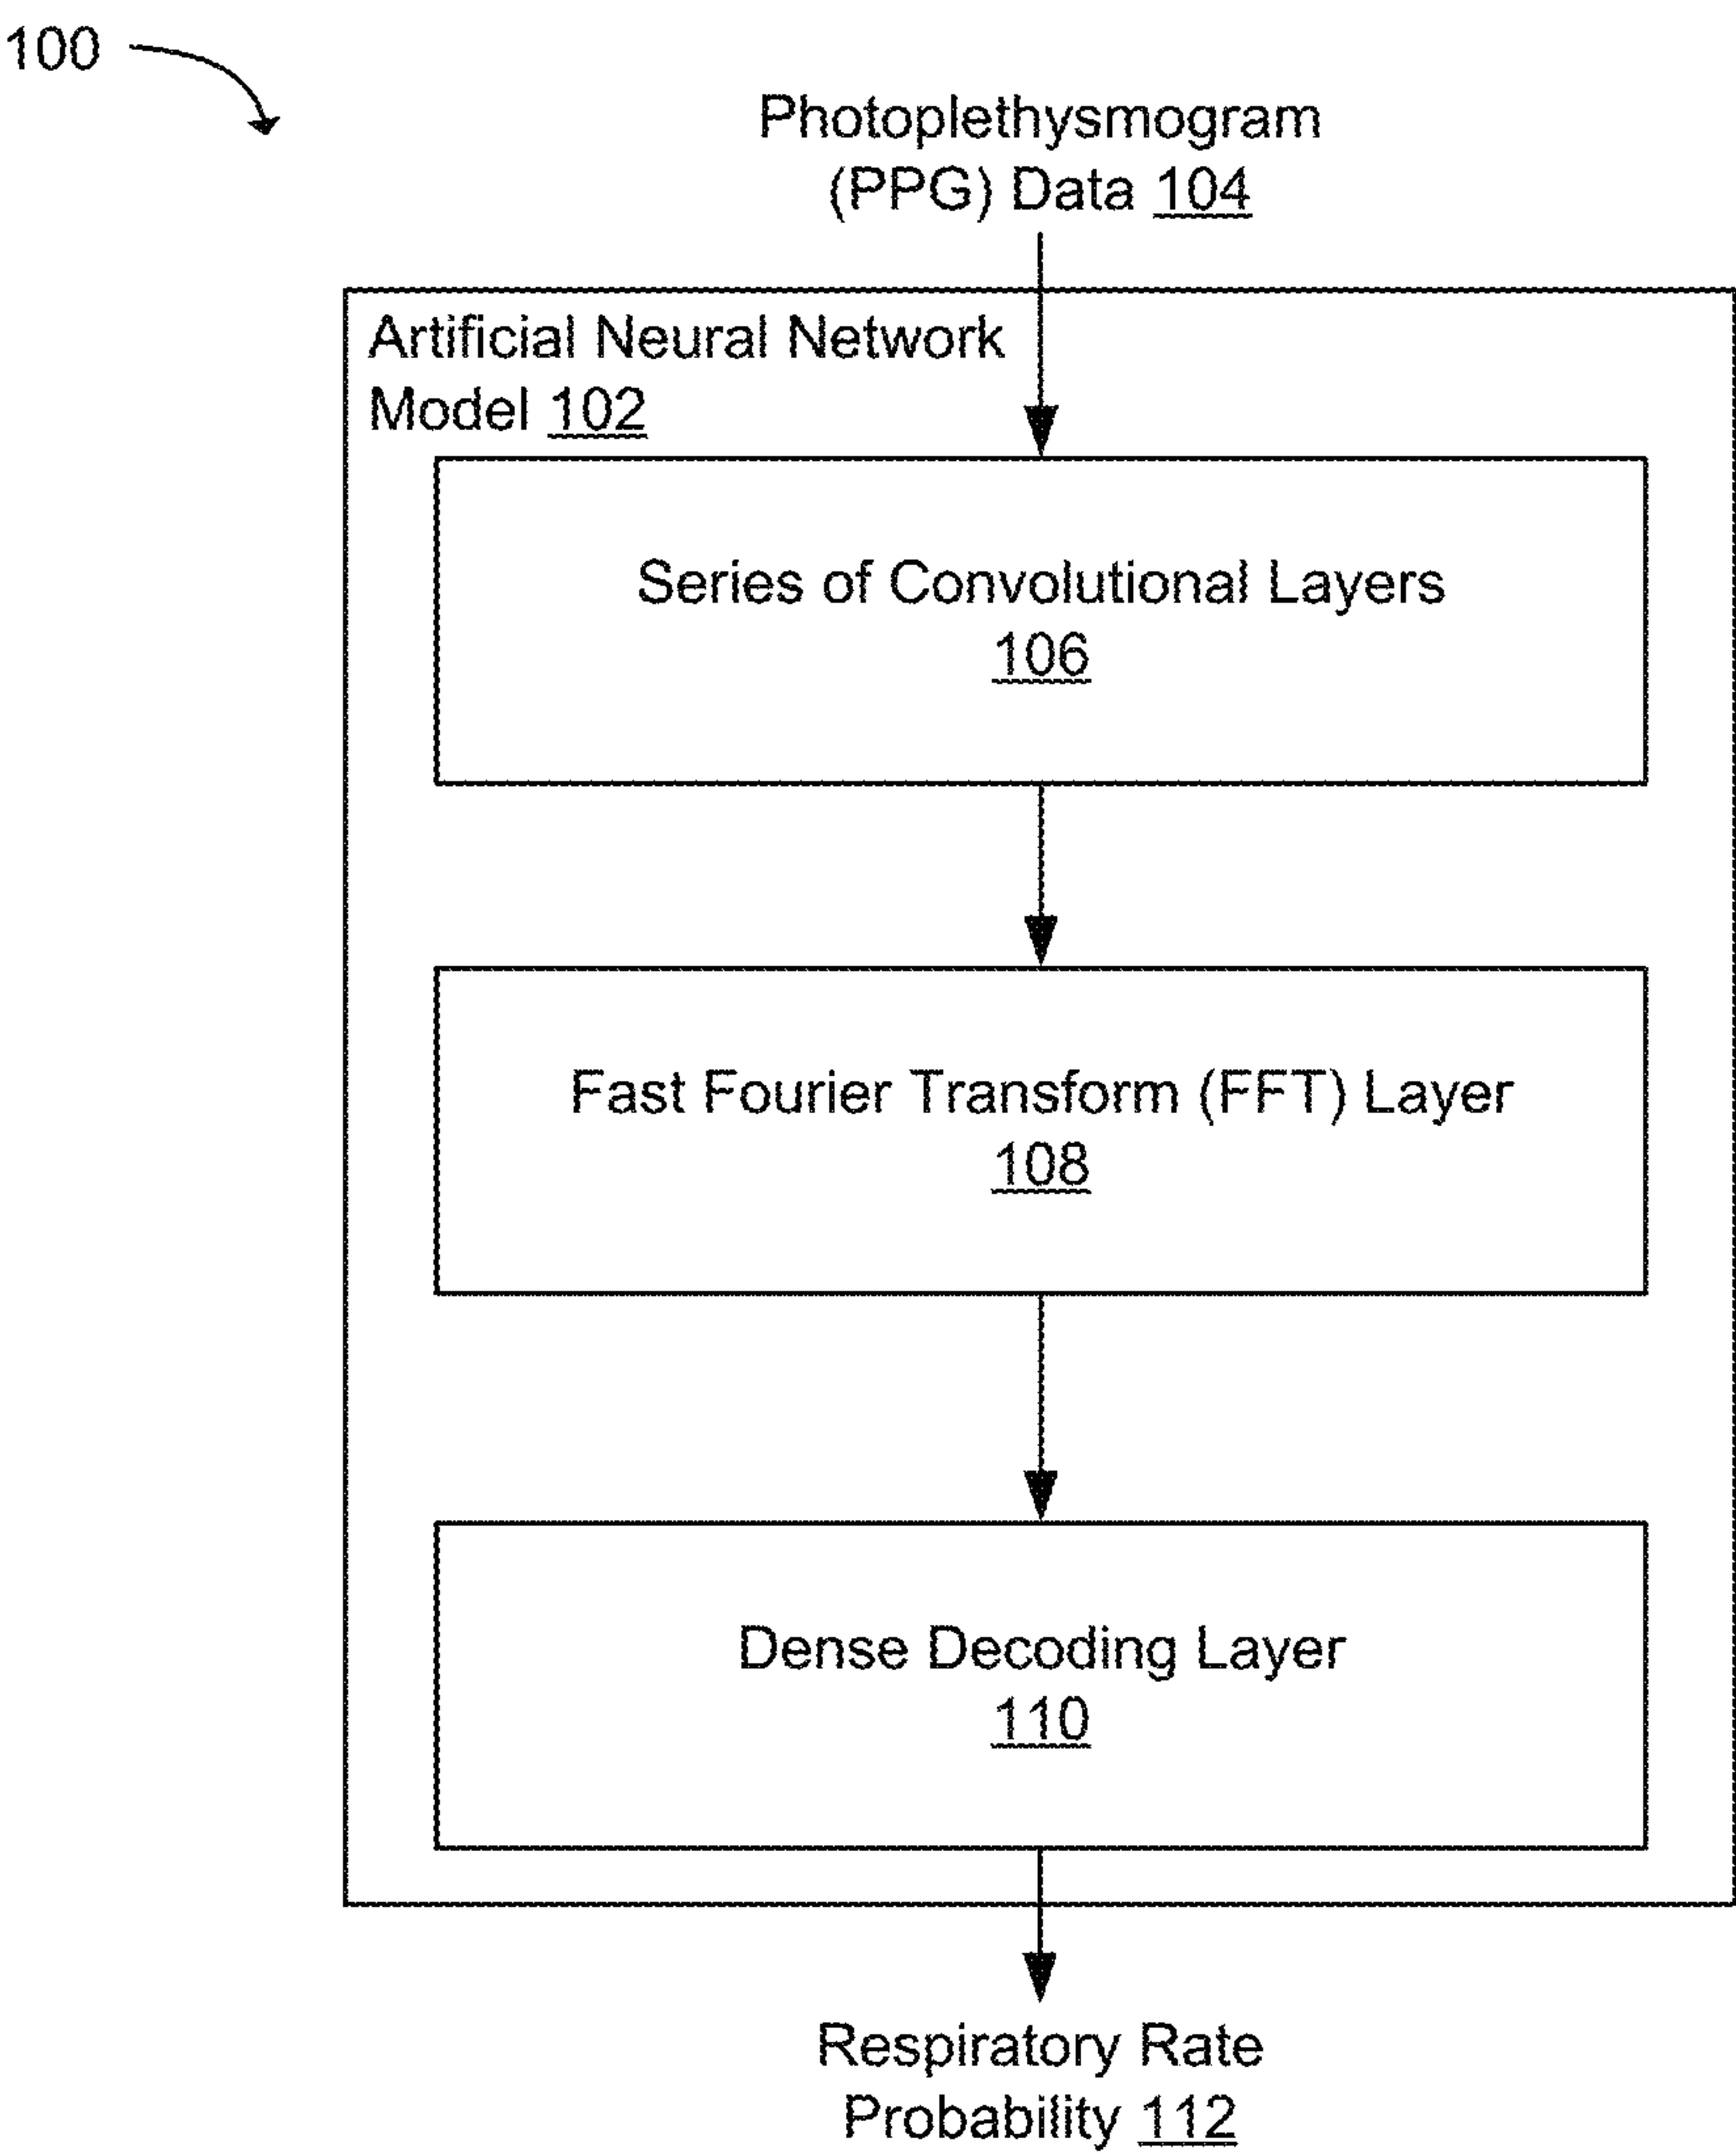 100
Photoplethysmogram
(PPG) Data 104
Artificial Neural Network
Model 102
Series of Convolutional Layers
106
Fast Fourier Transform (FFT) Layer
108
Dense Decoding Layer
110
Respiratory Rate
Probability 112